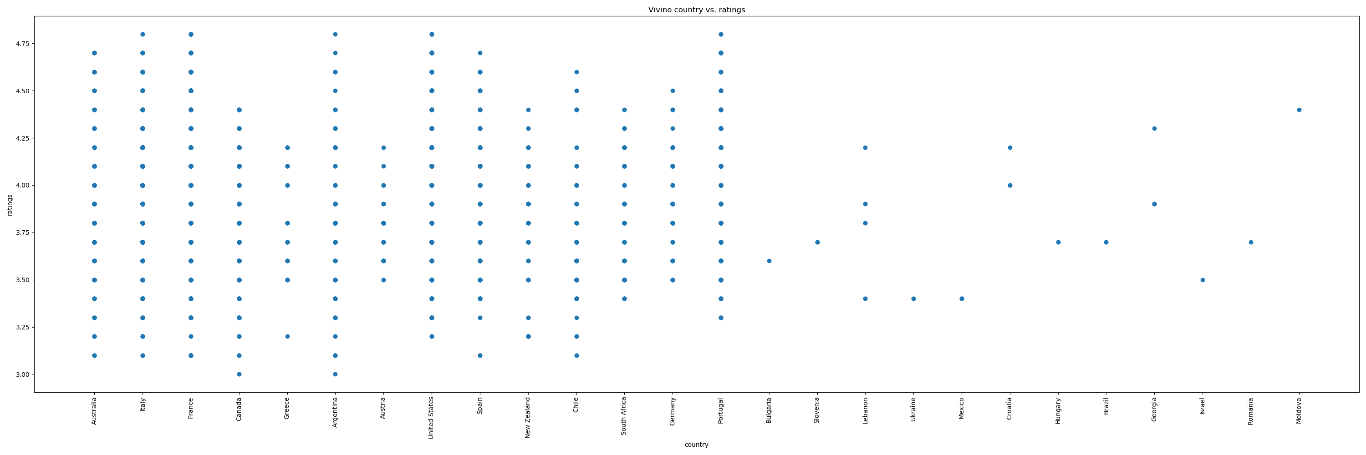 Vivino country vs. ratings
4.75
4.50
4.25
4.00
3.75
3.50
3.25
3.00
ratings
Australia
Italy
France
Canada
Greece
Argentina
Austria
United States
Spain
New Zealand
Chile
South Africa
Germany
Portugal
Bulgaria
Slovenia
Lebanon
Ukraine
Mexico
Croatia
Hungary
Brazil
Georgia
Israel
Romania
Moldova
country